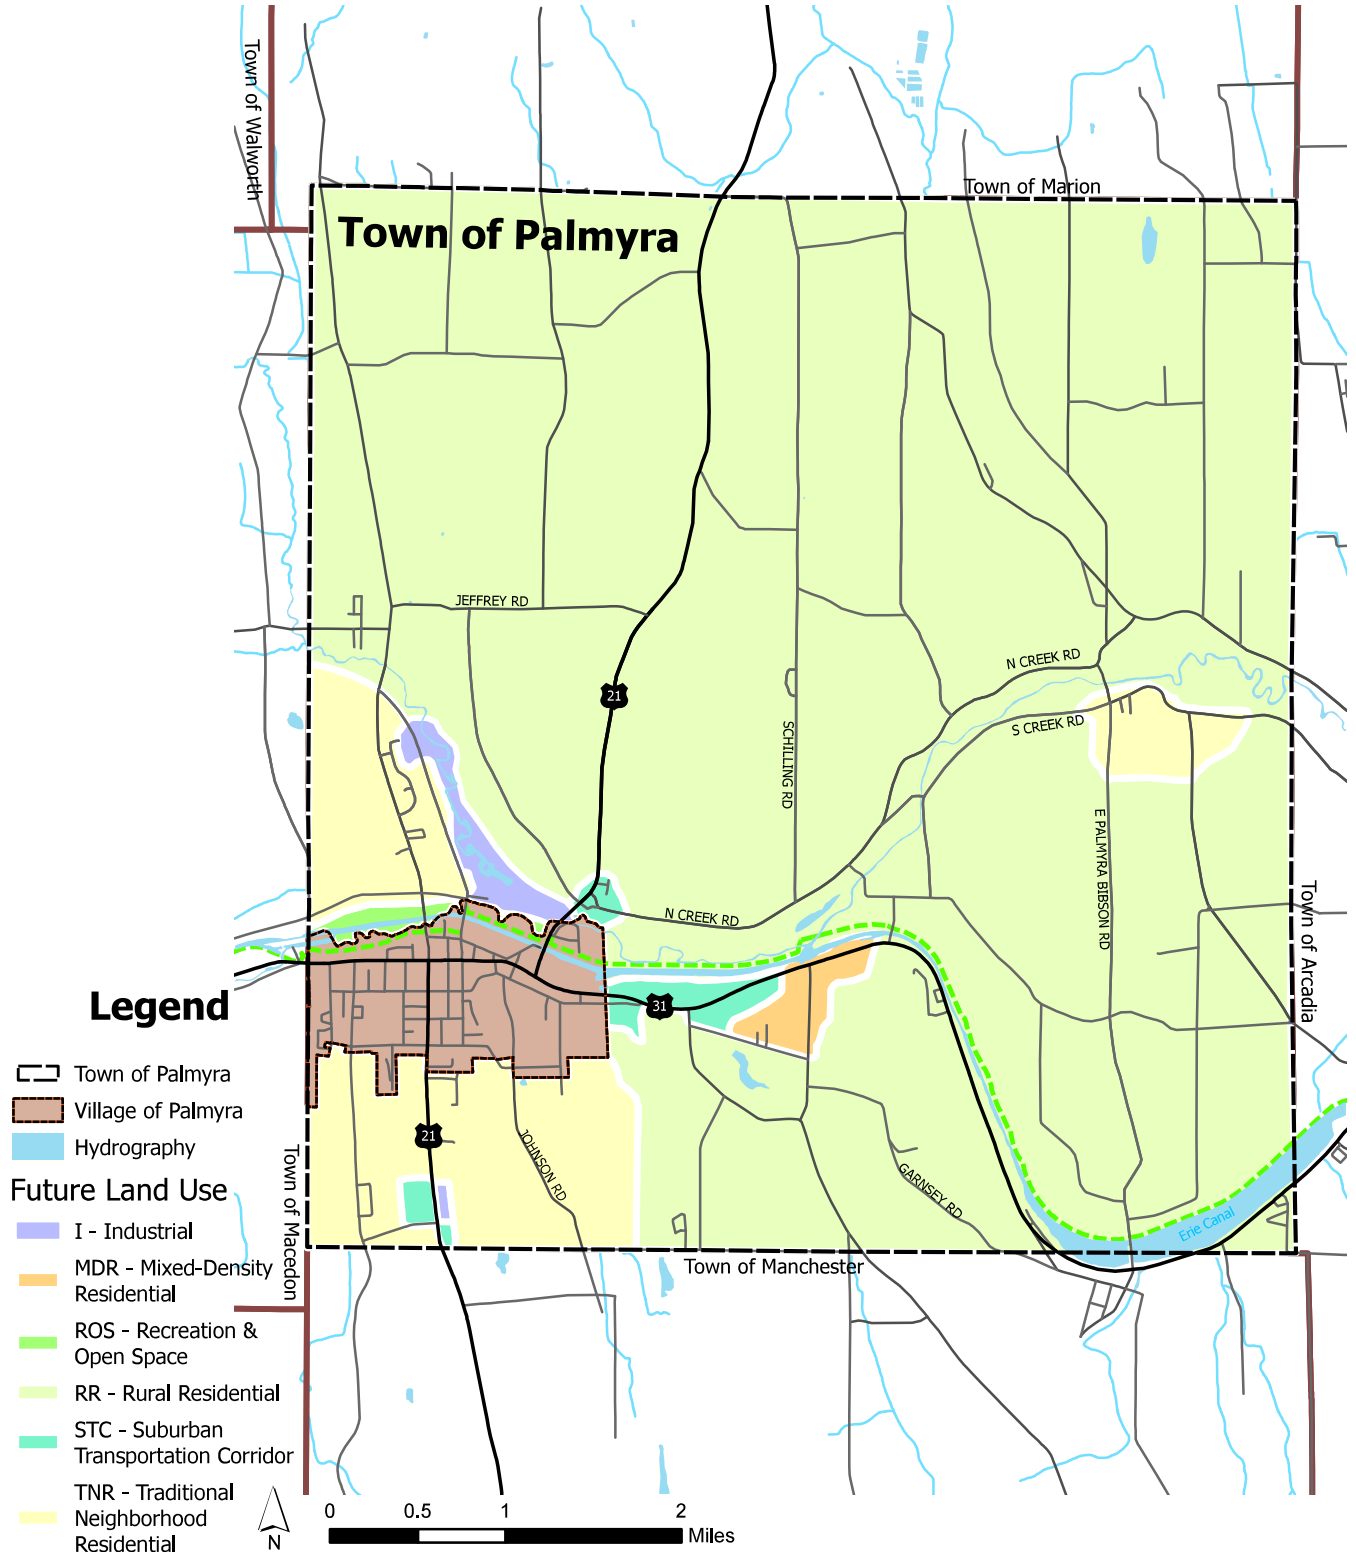 Town of Walworth
Town of Marion
Town of Palmyra
JEFFREY RD
N CREEK RD
21
S CREEK RD
SCHILLING RD
E PALMYRA BIBSON RD
N CREEK RD
Town of Arcadia
31
21
JOHNSON RD
GARNSEY RD
Erie Canal
Town of Macedon
Town of Manchester
Legend
Town of Palmyra
Village of Palmyra
Hydrography
Future Land Use
I - Industrial
MDR - Mixed-Density
Residential
ROS - Recreation &
Open Space
RR - Rural Residential
STC - Suburban
Transportation Corridor
TNR - Traditional
Neighborhood
Residential
N
0 0.5 1 2
Miles